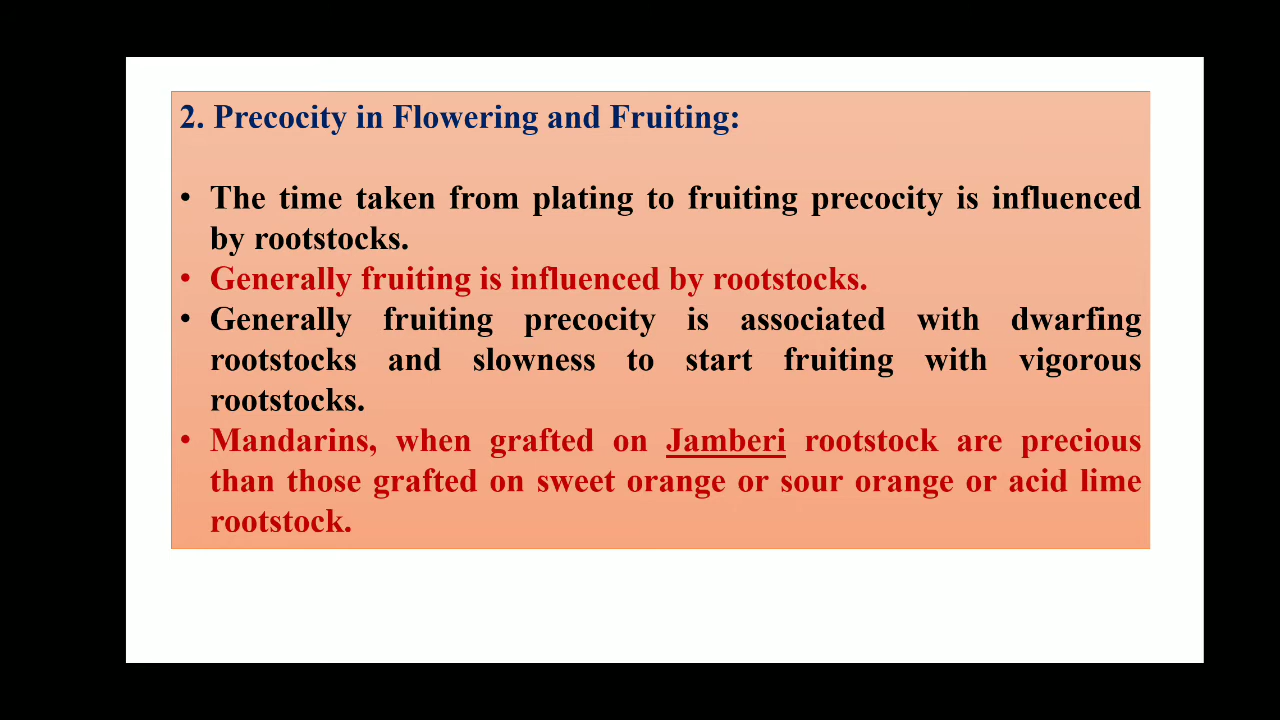 2. Precocity in Flowering and Fruiting:
• The time taken from plating to fruiting precocity is influenced
by rootstocks.
• Generally fruiting is influenced by rootstocks.
• Generally fruiting precocity is associated with dwarfing
rootstocks and slowness to start fruiting with vigorous
rootstocks.
• Mandarins, when grafted on Jamberi rootstock are precious
than those grafted on sweet orange or sour orange or acid lime
rootstock.